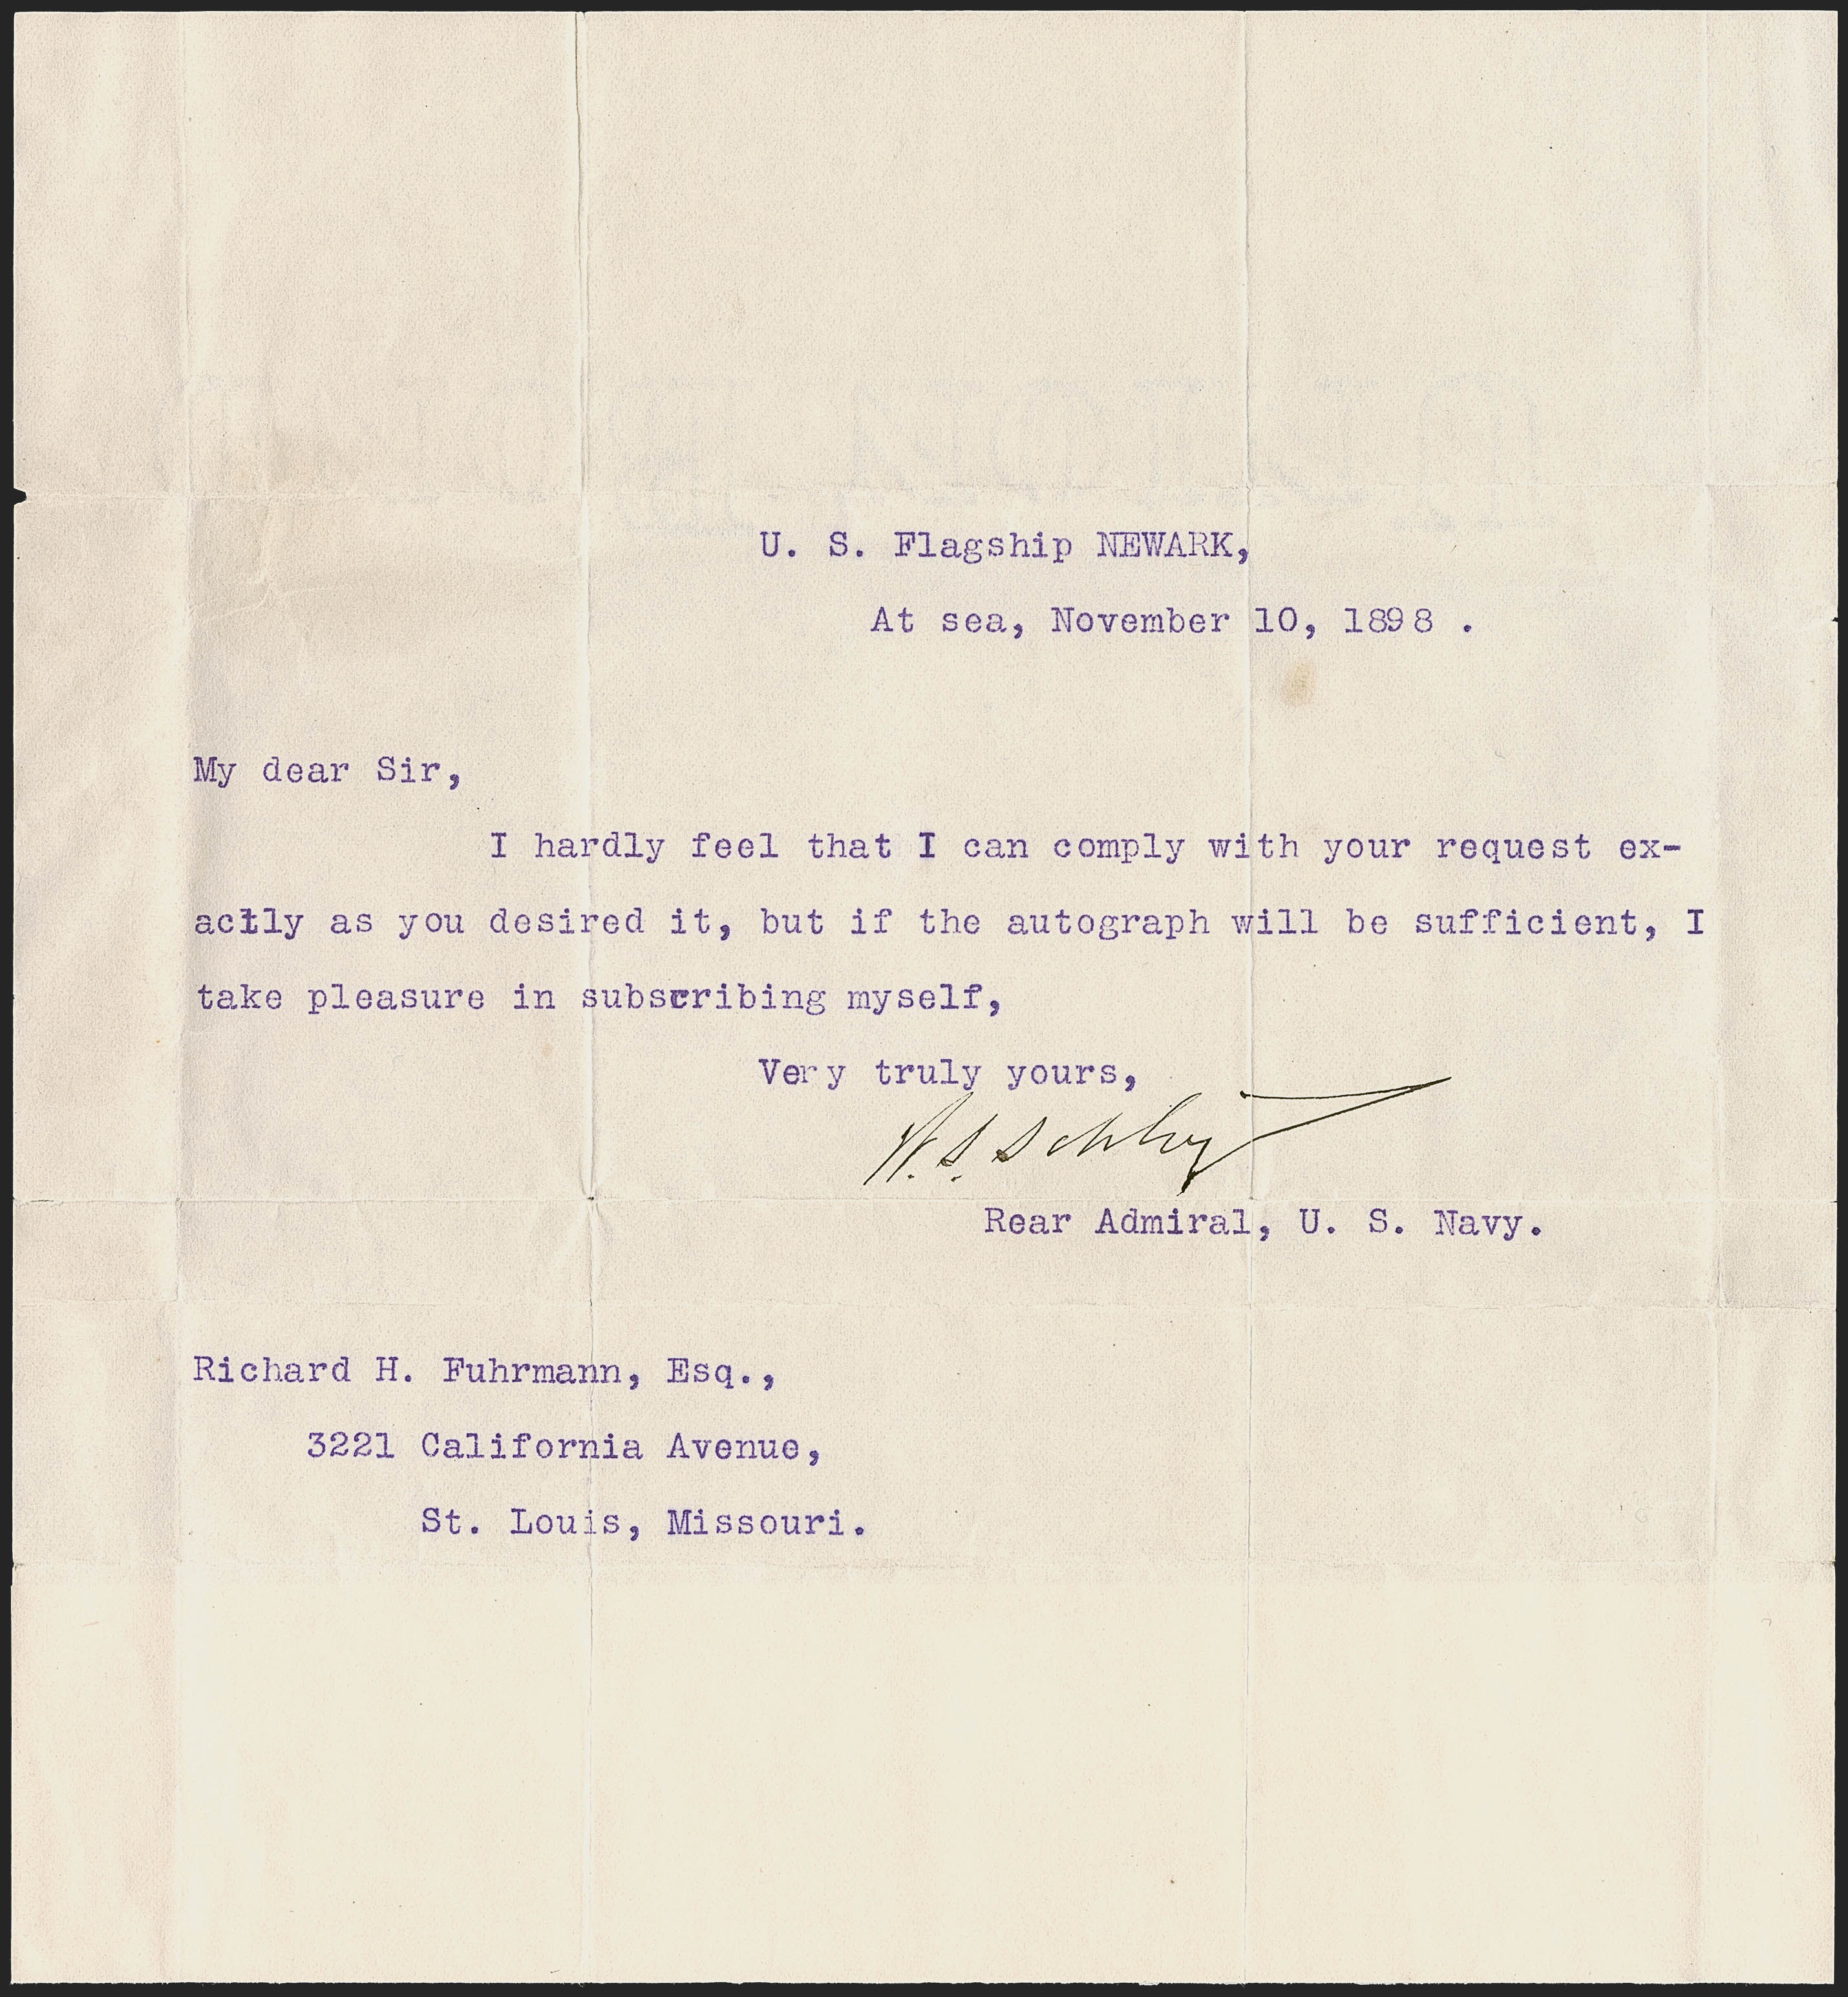 U. S. Flagship NEWARK,
At sea, November 10, 1898 .
My dear Sir,
I hardly feel that I can comply with your request ex-
actly as you desired it, but if the autograph will be sufficient, I
take pleasure in subscribing myself,
Very truly yours,
W. S. Schley
Rear Admiral, U. S. Navy.
Richard H. Fuhrmann, Esq.,
3221 California Avenue,
St. Louis, Missouri.